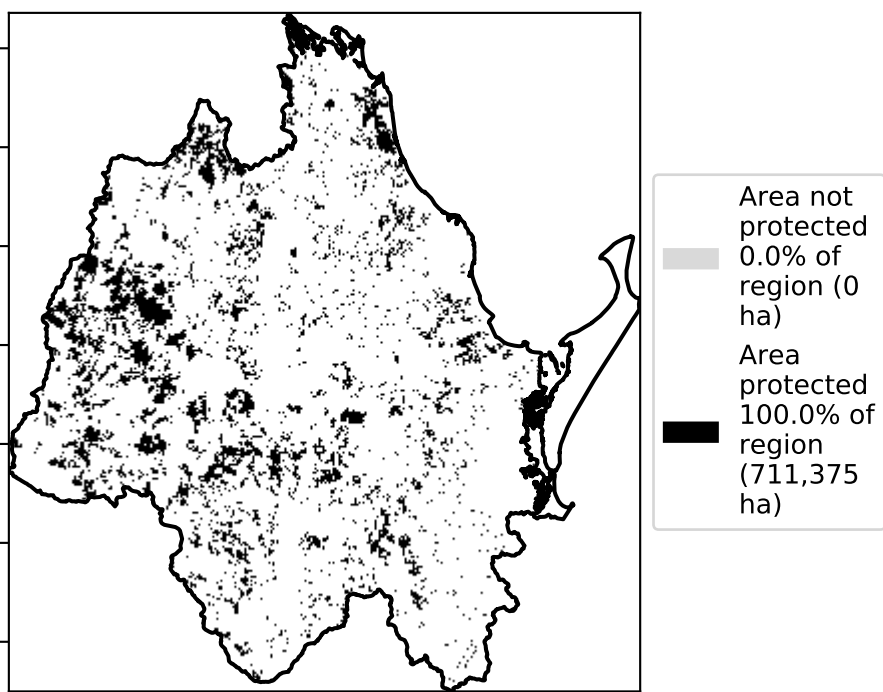 Area not
protected
0.0% of
region (0
ha)
Area
protected
100.0% of
region
(711,375
ha)